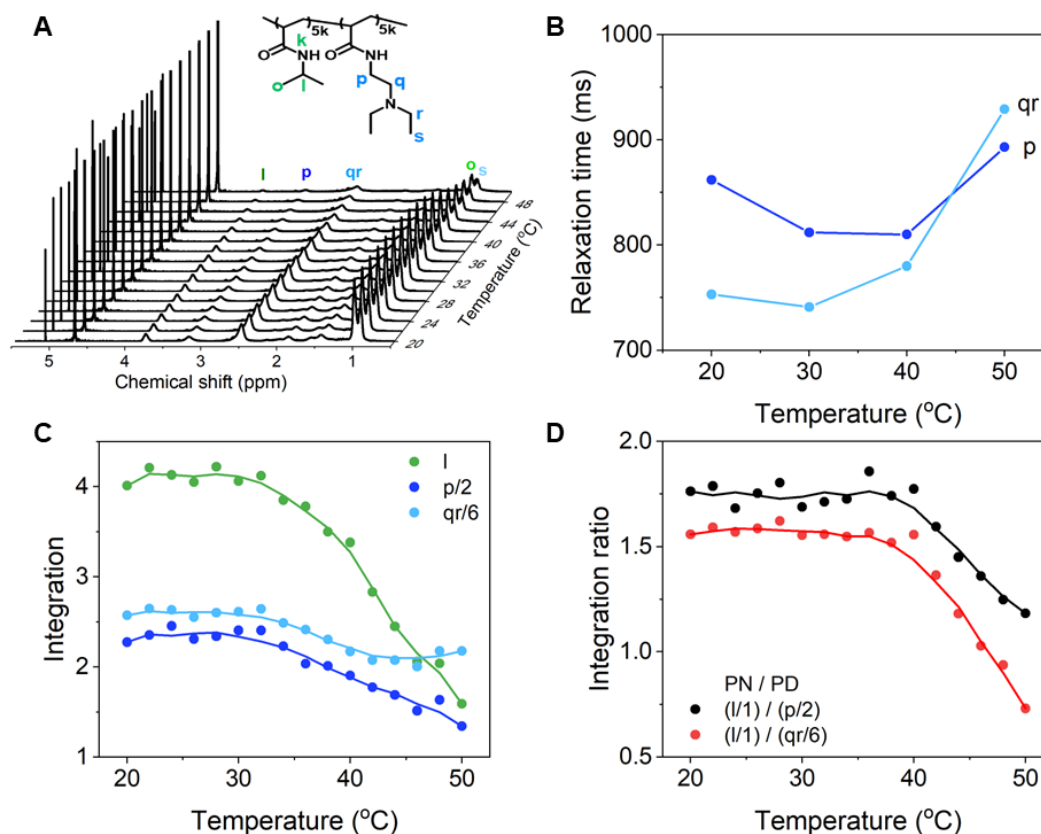 A
5k
5k
k
O
NH
O
NH
o
l
p
q
N
r
s
l
p
qr
o
s
48
44
40
36
32
28
24
20
Temperature (°C)
5
4
3
2
1
Chemical shift (ppm)
B
1000
900
800
700
Relaxation time (ms)
qr
p
20
30
40
50
Temperature (°C)
C
4
3
2
1
Integration
l
p/2
qr/6
20
30
40
50
Temperature (°C)
D
2.0
1.5
1.0
0.5
Integration ratio
PN / PD
(l/1) / (p/2)
(l/1) / (qr/6)
20
30
40
50
Temperature (°C)